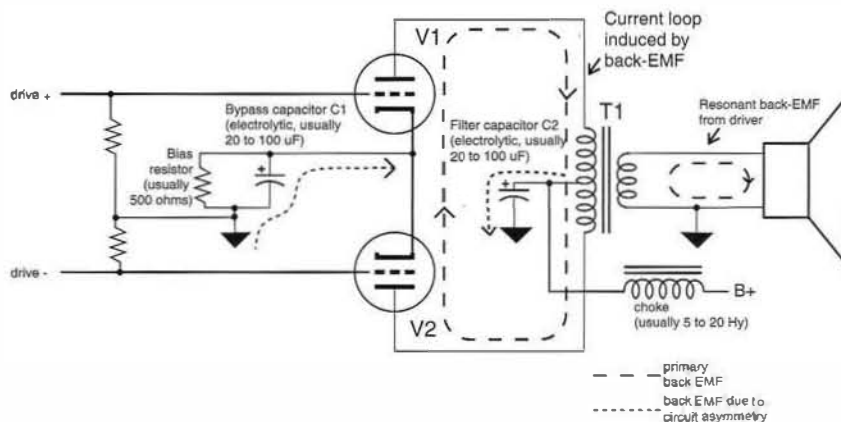 V1
Current loop
induced by
back-EMF
drive +
Bypass capacitor C1
(electrolytic, usually
20 to 100 uF)
Filter capacitor C2
(electrolytic, usually
20 to 100 uF)
T1
Resonant back-EMF
from driver
Bias
resistor
(usually
500 ohms)
+
+
drive -
V2
B+
choke
(usually 5 to 20 Hy)
primary
back EMF
back EMF due to
circuit asymmetry